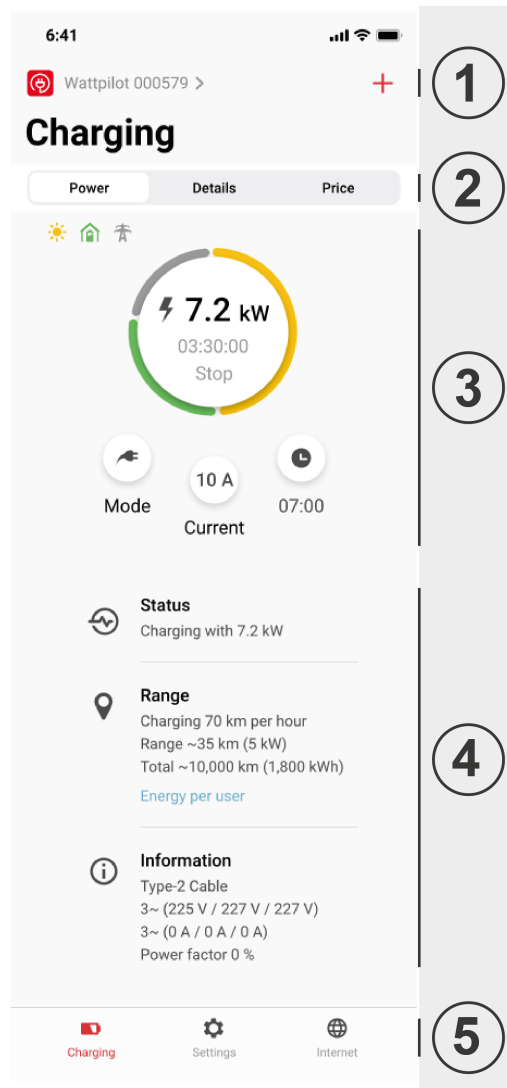 6:41
Wattpilot 000579 >
1
Charging
Power Details Price
2
7.2 kW
03:30:00
Stop
3
10 A
Mode
07:00
Current
Status
Charging with 7.2 kW
Range
Charging 70 km per hour
Range ~35 km (5 kW)
Total ~10,000 km (1,800 kWh)
4
Energy per user
Information
Type-2 Cable
3~ (225 V / 227 V / 227 V)
3~ (0 A / 0 A / 0 A)
Power factor 0 %
Charging Settings Internet
5